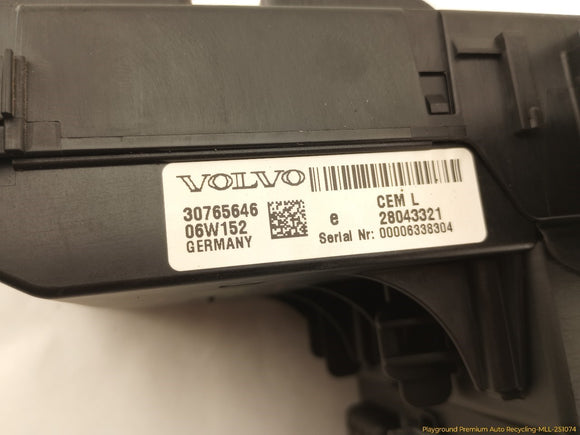 VOLVO
30765646
06W152
GERMANY
e
CEM L
28043321
Serial Nr: 00006338304
Playground Premium Auto Recycling-MLL-231074